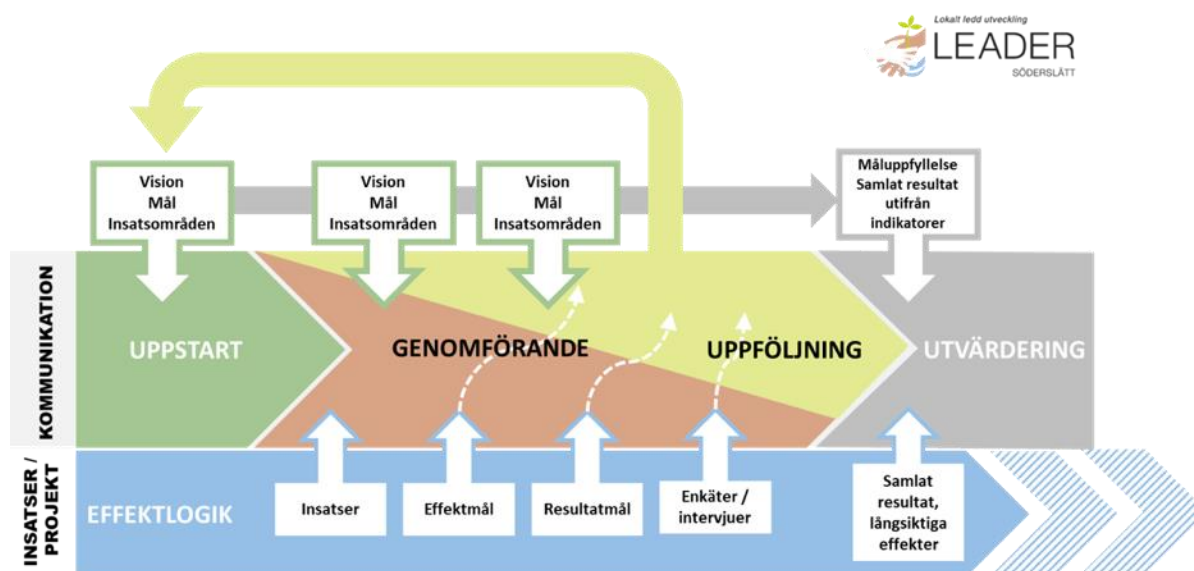 Lokalt ledd utveckling
LEADER
SÖDERSLÄTT
Vision
Mål
Insatsområden
Vision
Mål
Insatsområden
Vision
Mål
Insatsområden
Måluppfyllelse
Samlat resultat
utifrån
indikatorer
KOMMUNIKATION
UPPSTART
GENOMFÖRANDE
UPPFÖLJNING
UTVÄRDERING
INSATSER /
PROJEKT
EFFEKTLOGIK
Insatser
Effektmål
Resultatmål
Enkäter /
intervjuer
Samlat
resultat,
långsiktiga
effekter